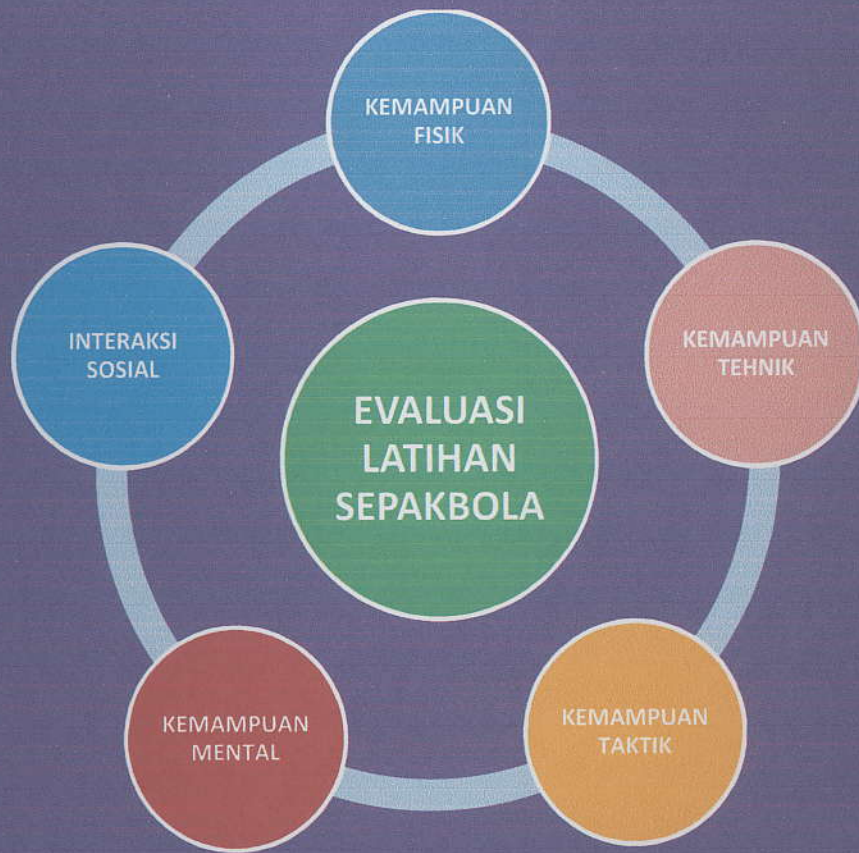 KEMAMPUAN
FISIK
INTERAKSI
SOSIAL
KEMAMPUAN
TEHNIK
EVALUASI
LATIHAN
SEPAKBOLA
KEMAMPUAN
MENTAL
KEMAMPUAN
TAKTIK